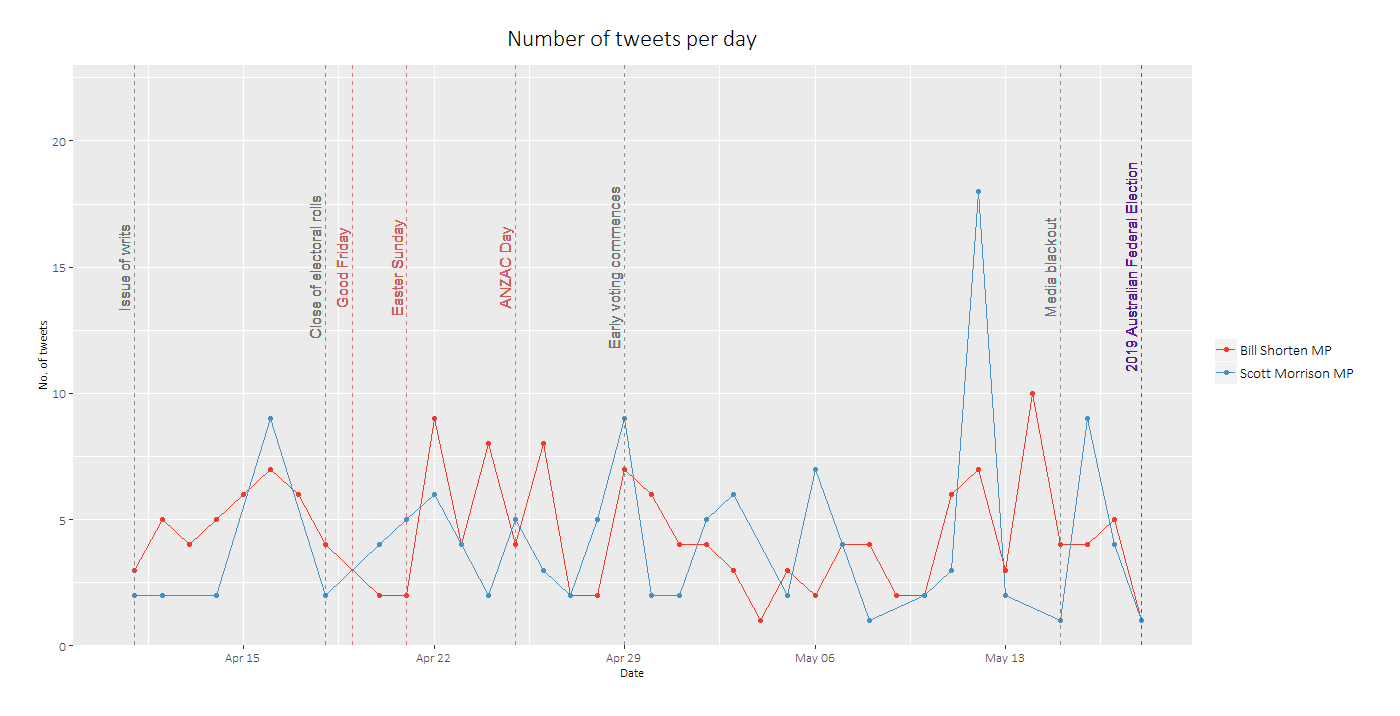 Number of tweets per day
No. of tweets
20
15
10
5
0
Issue of writs
Close of electoral rolls
Good Friday
Easter Sunday
ANZAC Day
Early voting commences
Media blackout
2019 Australian Federal Election
Apr 15
Apr 22
Apr 29
May 06
May 13
Date
Bill Shorten MP
Scott Morrison MP